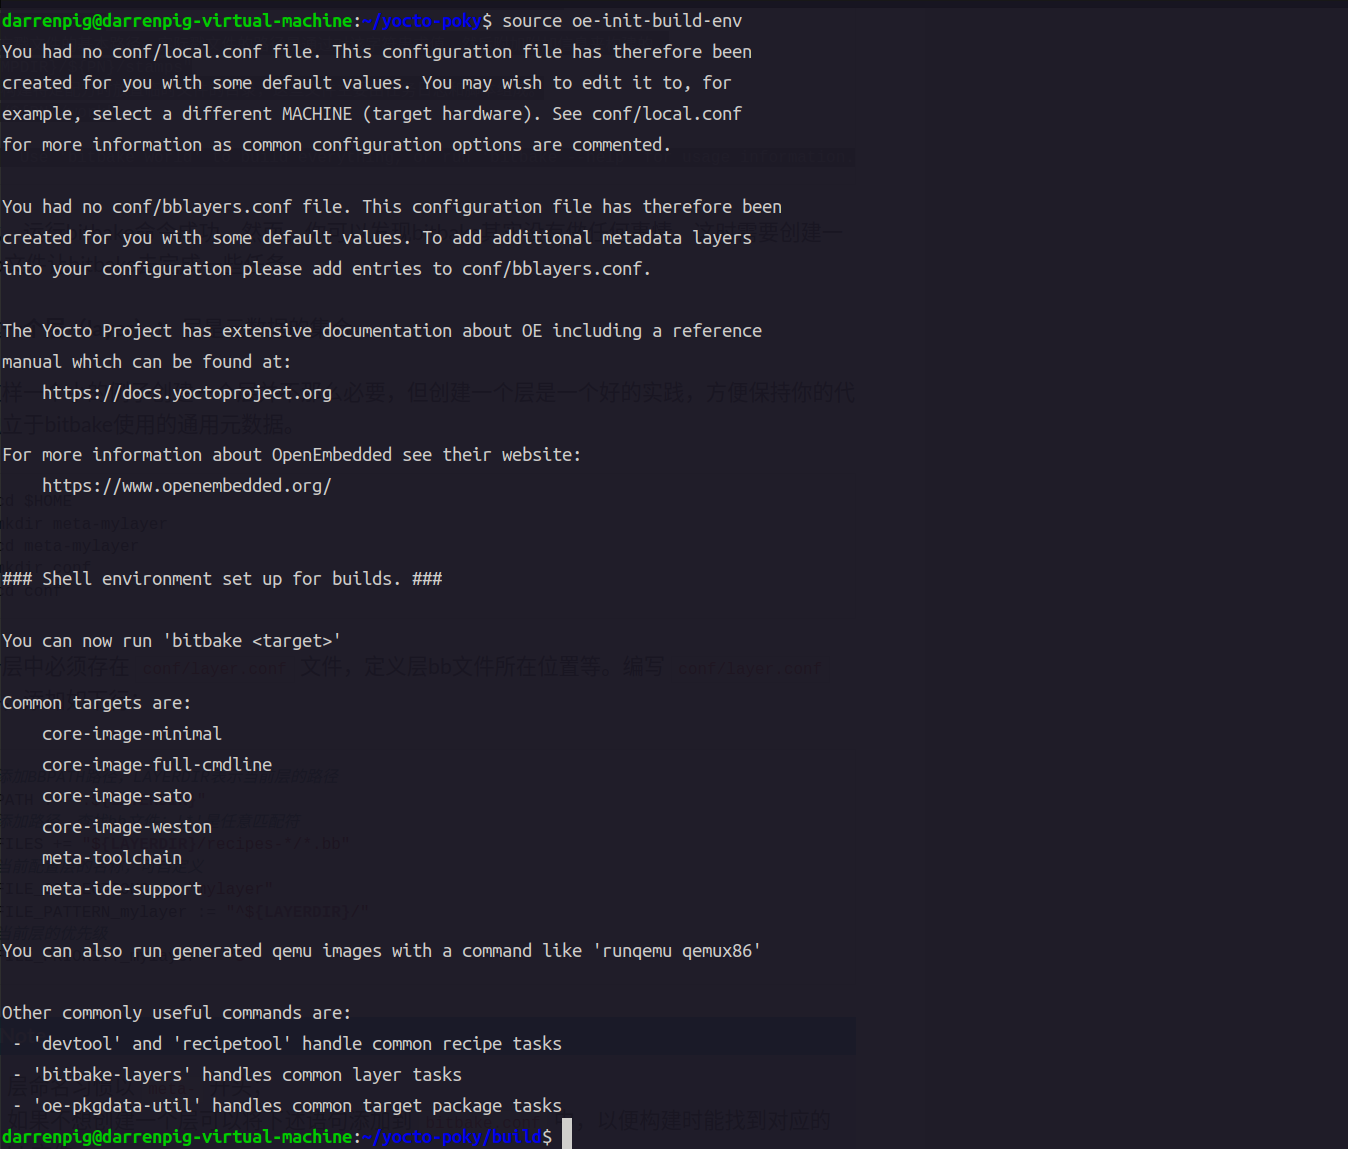 darrenpig@darrenpig-virtual-machine:~/yocto-poky$ source oe-init-build-env
You had no conf/local.conf file. This configuration file has therefore been
created for you with some default values. You may wish to edit it to, for
example, select a different MACHINE (target hardware). See conf/local.conf
for more information as common configuration options are commented.

You had no conf/bblayers.conf file. This configuration file has therefore been
created for you with some default values. To add additional metadata layers
into your configuration please add entries to conf/bblayers.conf.

The Yocto Project has extensive documentation about OE including a reference
manual which can be found at:
    https://docs.yoctoproject.org

For more information about OpenEmbedded see their website:
    https://www.openembedded.org/

### Shell environment set up for builds. ###

You can now run 'bitbake <target>'

Common targets are:
    core-image-minimal
    core-image-full-cmdline
    core-image-sato
    core-image-weston
    meta-toolchain
    meta-ide-support

You can also run generated qemu images with a command like 'runqemu qemux86'

Other commonly useful commands are:
 - 'devtool' and 'recipetool' handle common recipe tasks
 - 'bitbake-layers' handles common layer tasks
 - 'oe-pkgdata-util' handles common target package tasks
darrenpig@darrenpig-virtual-machine:~/yocto-poky/build$